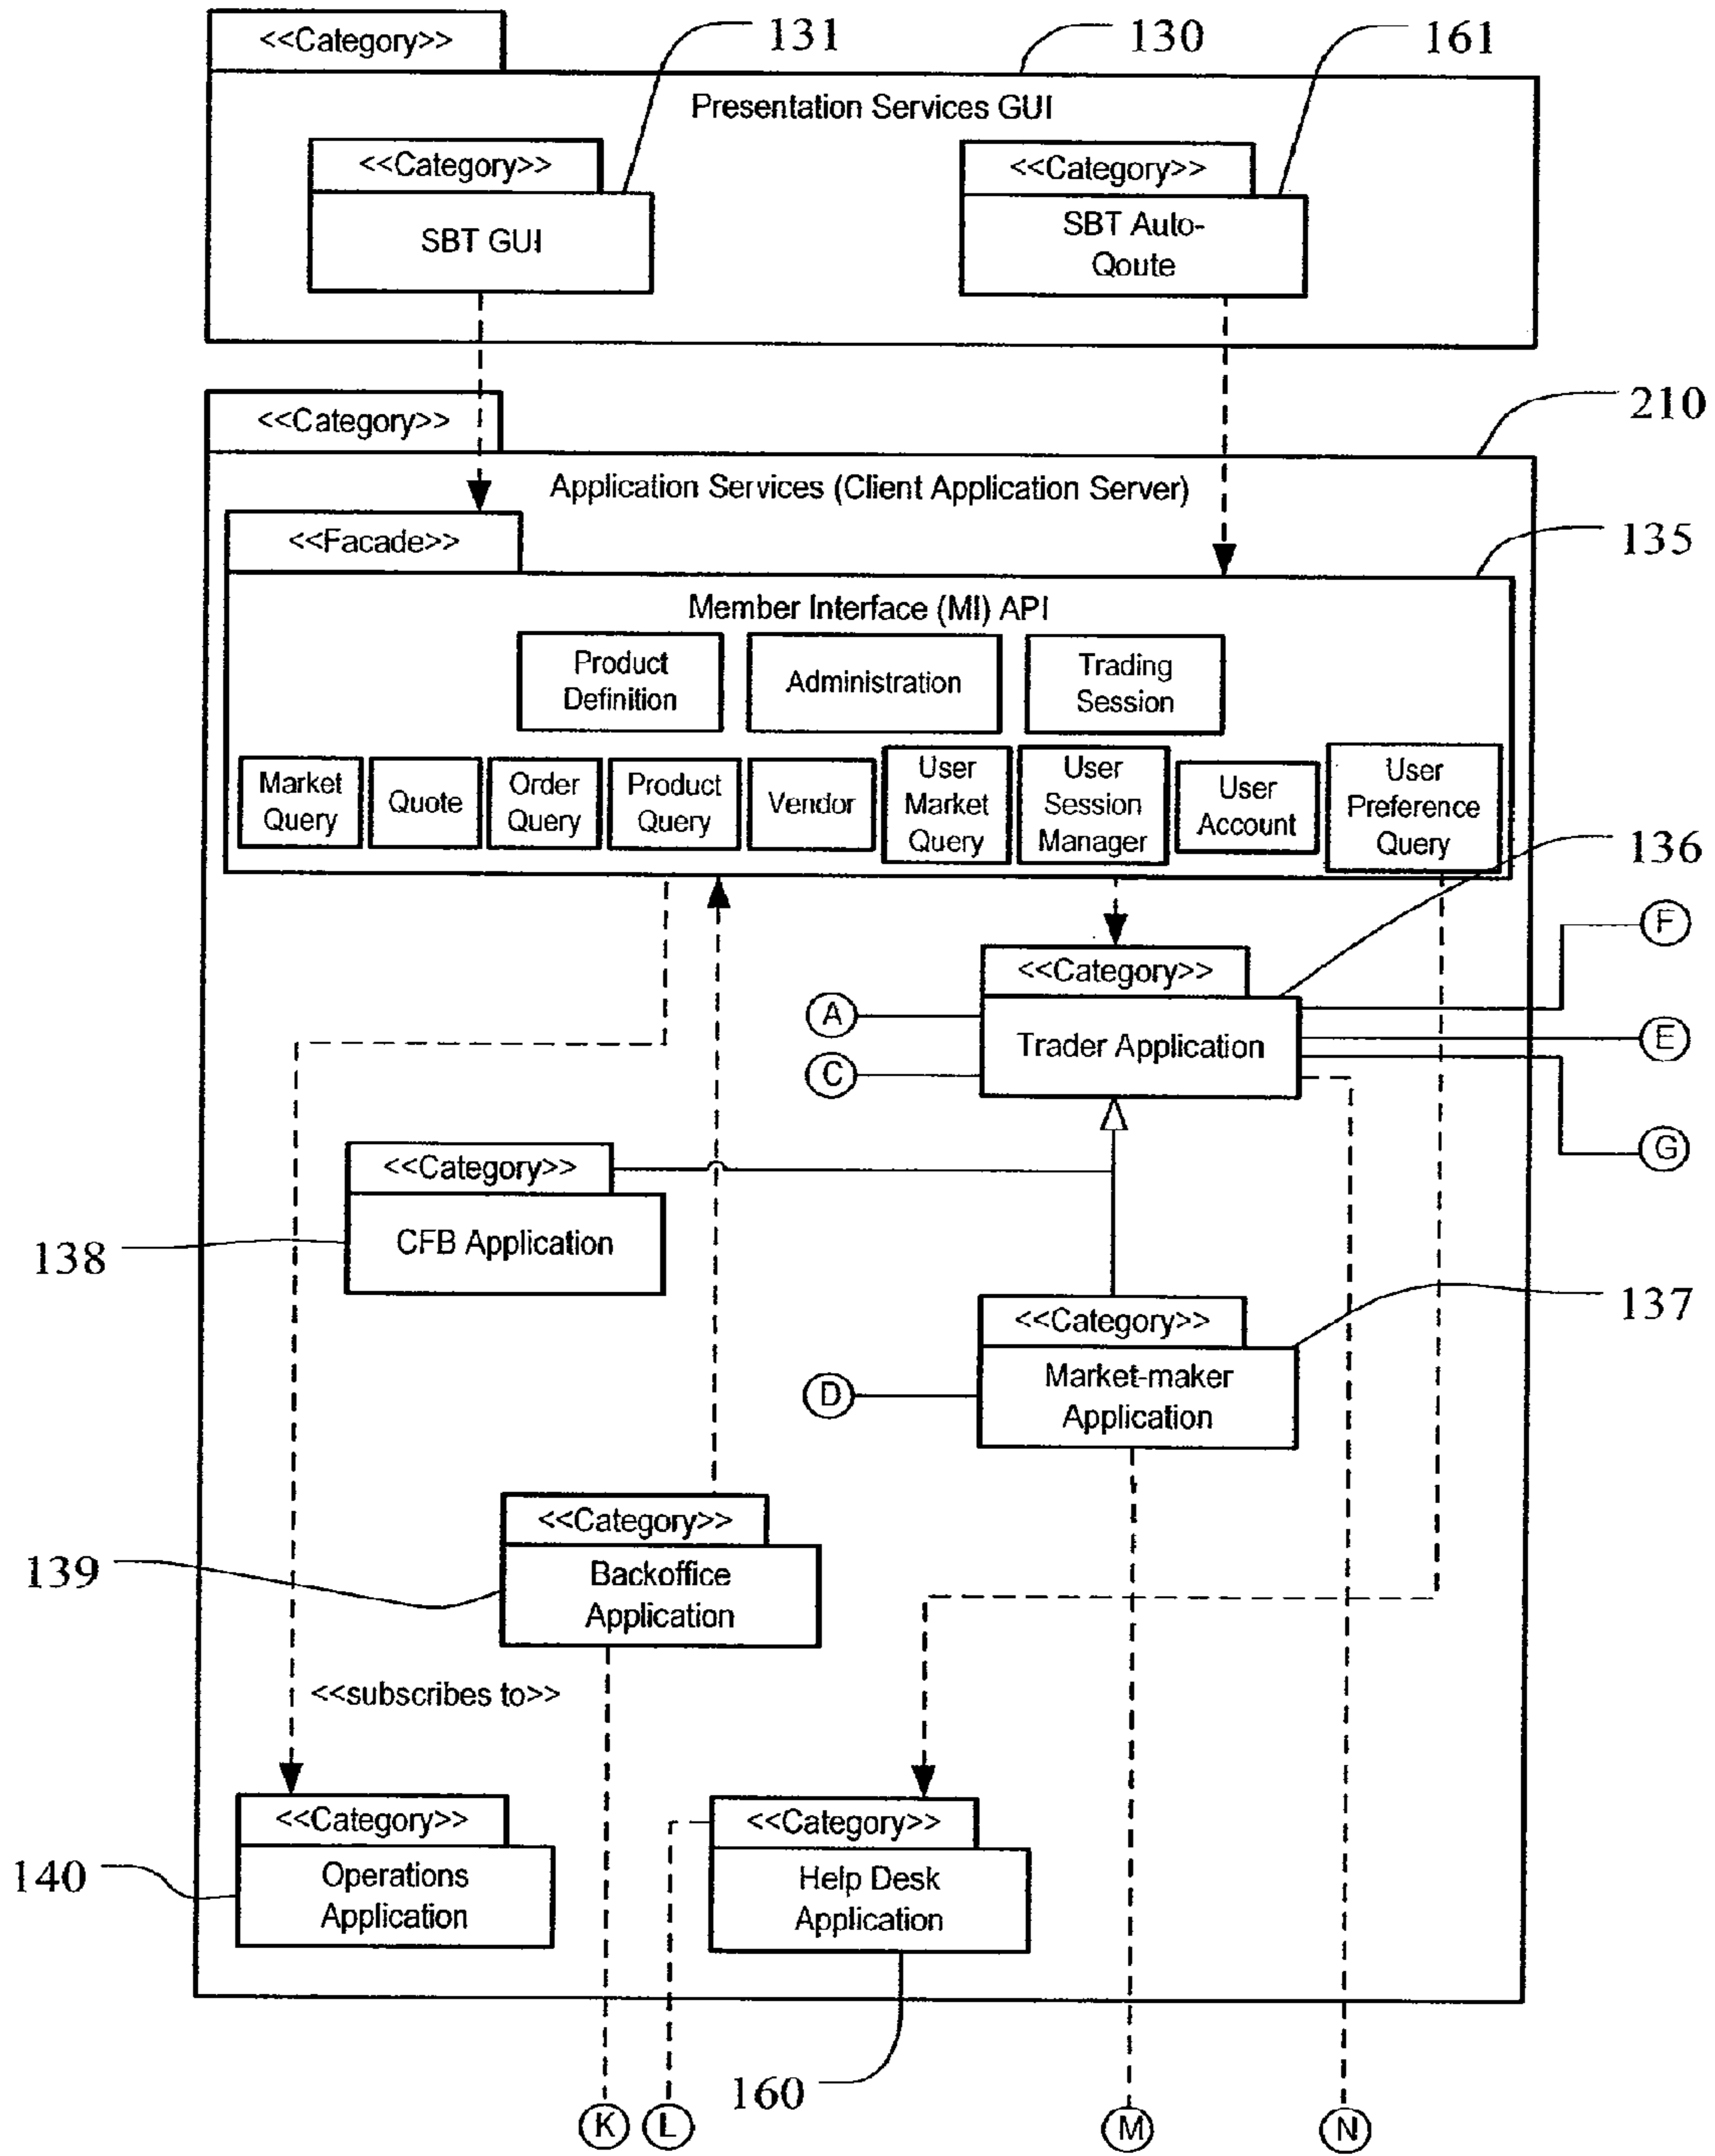 131
130
161
<<Category>>
Presentation Services GUI
<<Category>>
SBT GUI
<<Category>>
SBT Auto-
Qoute
210
<<Category>>
Application Services (Client Application Server)
135
<<Facade>>
Member Interface (MI) API
Product
Definition
Administration
Trading
Session
Market
Query
Quote
Order
Query
Product
Query
Vendor
User
Market
Query
User
Session
Manager
User
Account
User
Preference
Query
136
F
<<Category>>
Trader Application
A
C
E
G
<<Category>>
CFB Application
138
137
<<Category>>
Market-maker
Application
D
<<Category>>
Backoffice
Application
139
<<subscribes to>>
<<Category>>
Operations
Application
140
<<Category>>
Help Desk
Application
160
K
L
M
N